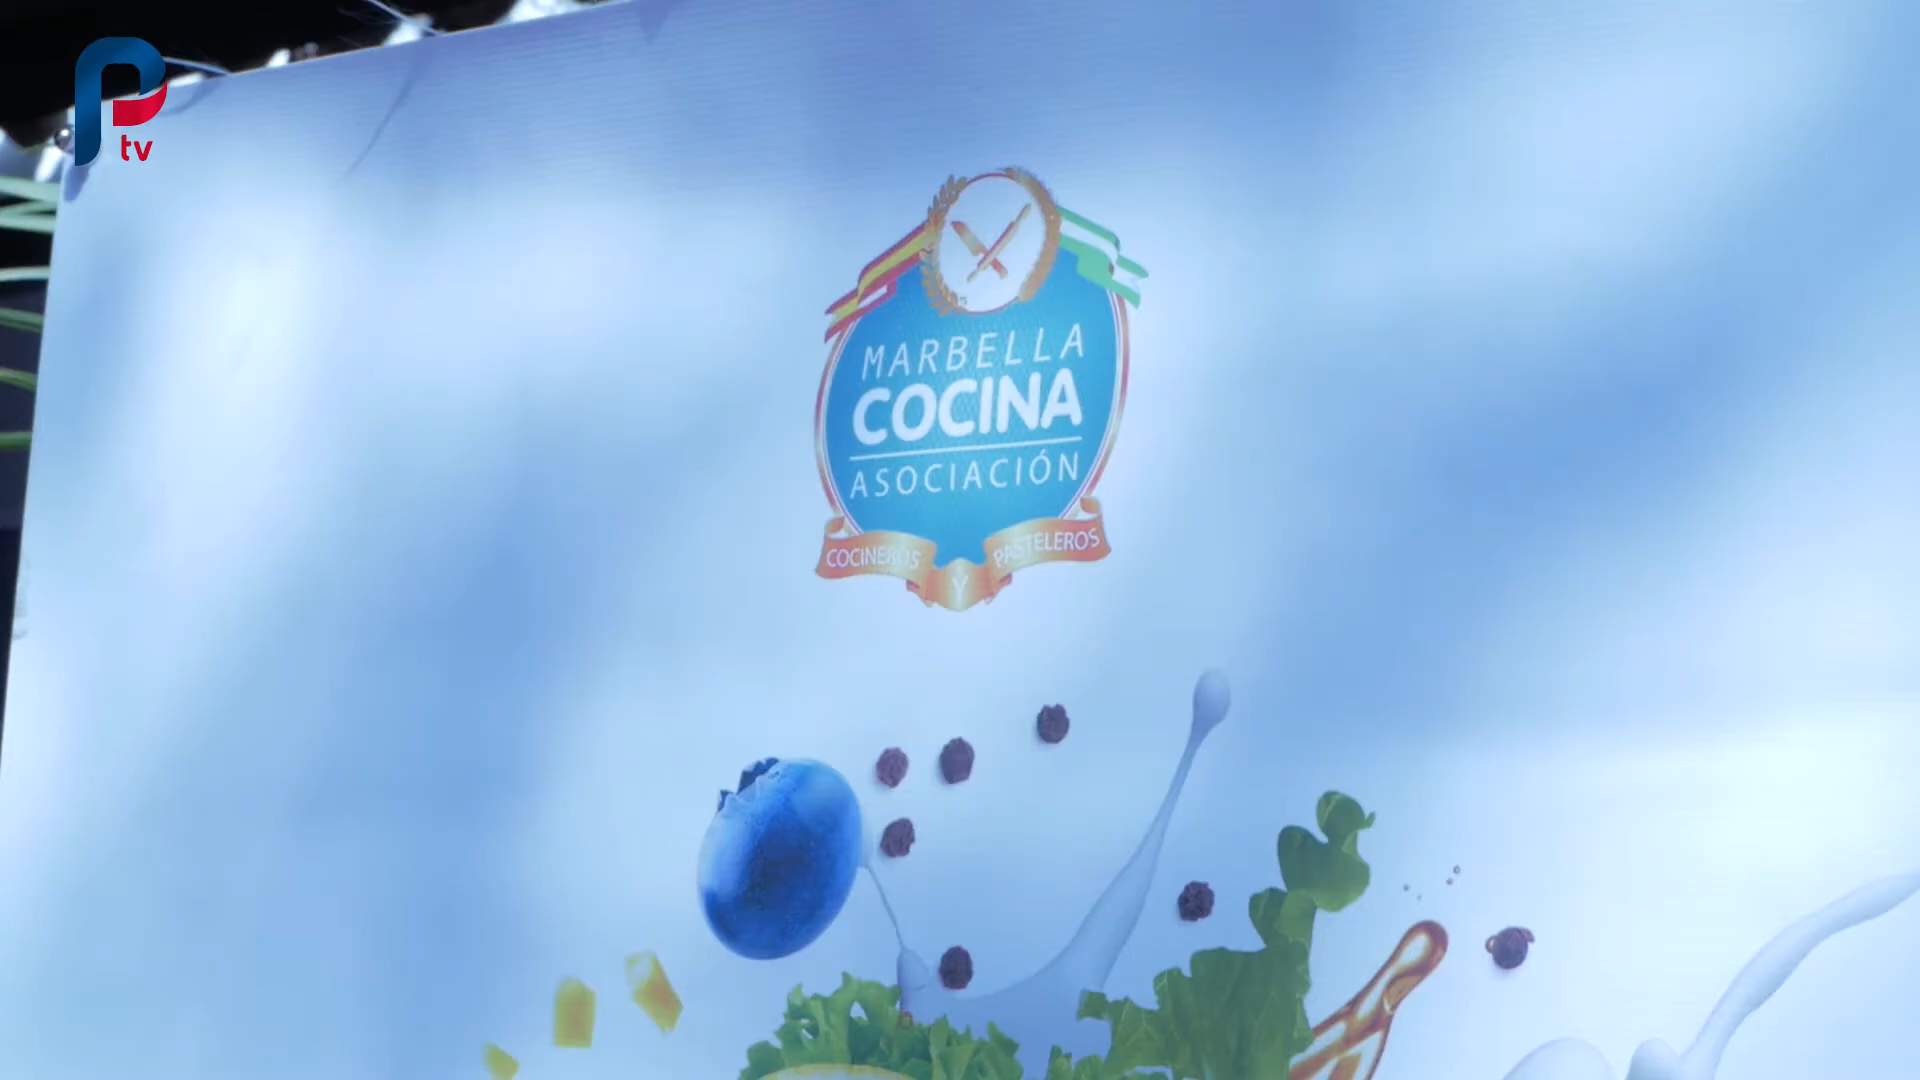 P
tv
MARBELLA
COCINA
ASOCIACIÓN
COCINEROS Y PASTELEROS